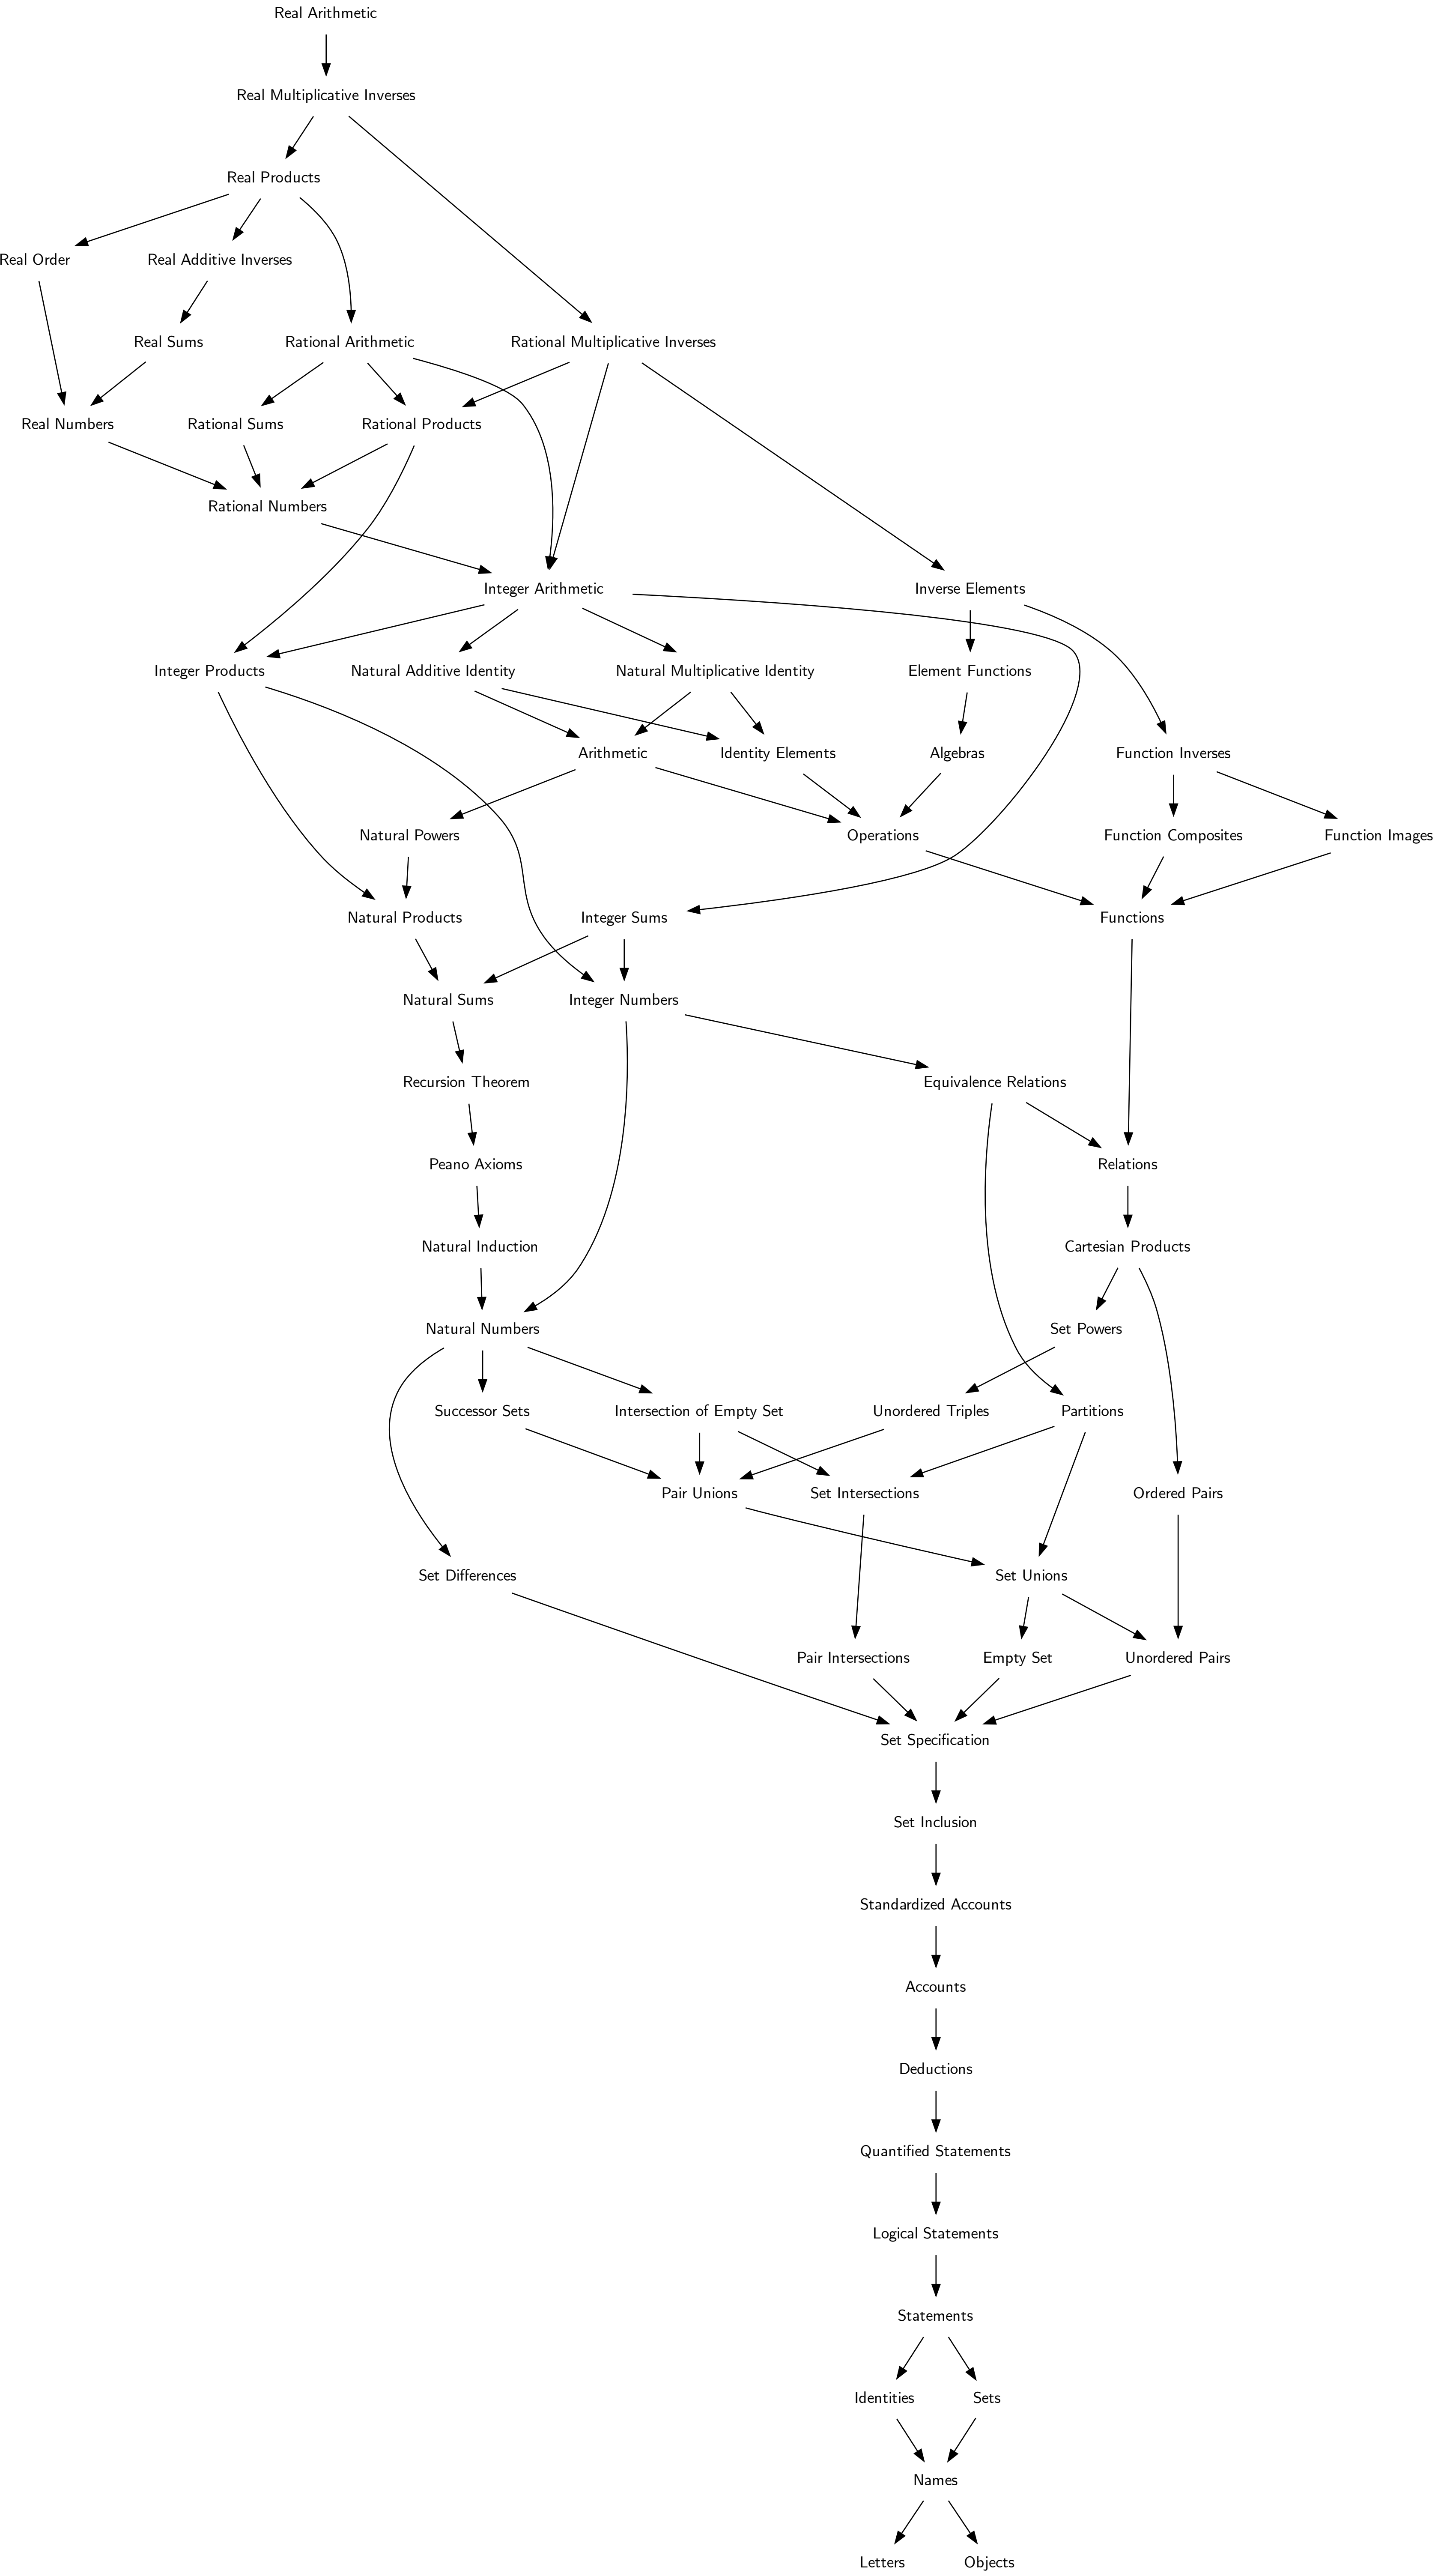 Real Arithmetic
Real Multiplicative Inverses
Real Products
Real Order
Real Additive Inverses
Real Sums
Rational Arithmetic
Rational Multiplicative Inverses
Real Numbers
Rational Sums
Rational Products
Rational Numbers
Integer Arithmetic
Inverse Elements
Integer Products
Natural Additive Identity
Natural Multiplicative Identity
Element Functions
Arithmetic
Identity Elements
Algebras
Function Inverses
Natural Powers
Operations
Function Composites
Function Images
Natural Products
Integer Sums
Functions
Natural Sums
Integer Numbers
Recursion Theorem
Equivalence Relations
Peano Axioms
Relations
Natural Induction
Cartesian Products
Natural Numbers
Set Powers
Successor Sets
Intersection of Empty Set
Unordered Triples
Partitions
Pair Unions
Set Intersections
Ordered Pairs
Set Differences
Set Unions
Pair Intersections
Empty Set
Unordered Pairs
Set Specification
Set Inclusion
Standardized Accounts
Accounts
Deductions
Quantified Statements
Logical Statements
Statements
Identities
Sets
Names
Letters
Objects